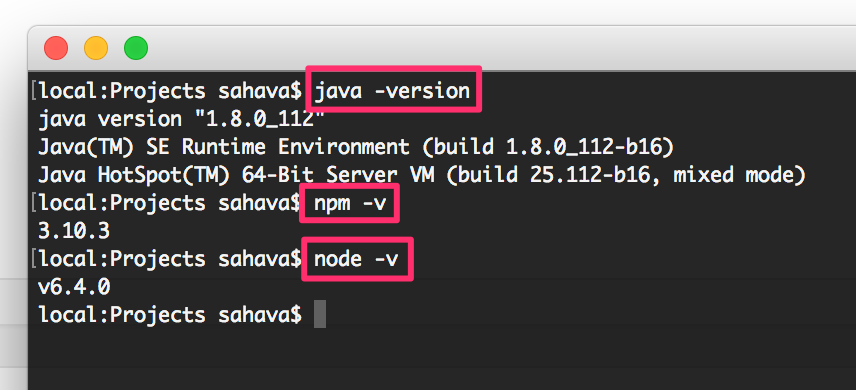 [local:Projects sahava$ java -version
java version "1.8.0_112"
Java(TM) SE Runtime Environment (build 1.8.0_112-b16)
Java HotSpot(TM) 64-Bit Server VM (build 25.112-b16, mixed mode)
[local:Projects sahava$ npm -v
3.10.3
[local:Projects sahava$ node -v
v6.4.0
local:Projects sahava$